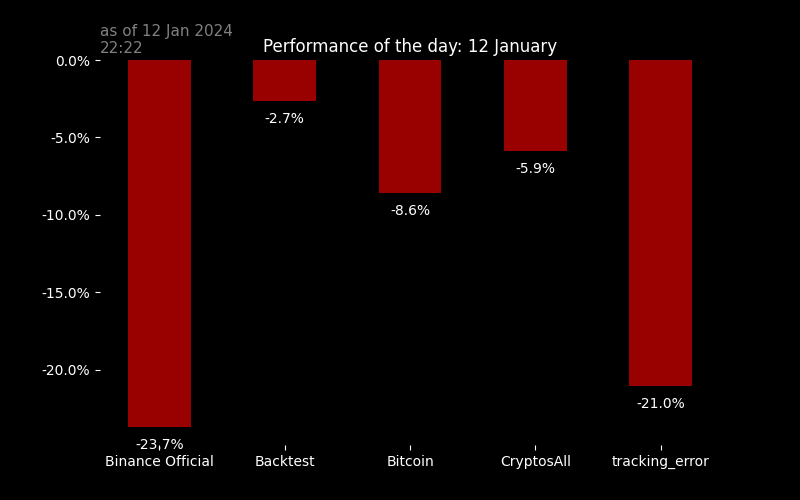 as of 12 Jan 2024
22:22
Performance of the day: 12 January
0.0%
-5.0%
-10.0%
-15.0%
-20.0%
-23.7%
-2.7%
-8.6%
-5.9%
-21.0%
Binance Official
Backtest
Bitcoin
CryptosAll
tracking_error